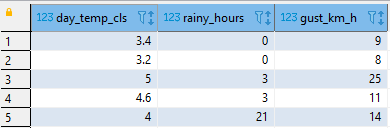 123 day_temp_cls 123 rainy_hours 123 gust_km_h
1 3.4 0 9
2 3.2 0 8
3 5 3 25
4 4.6 3 11
5 4 21 14